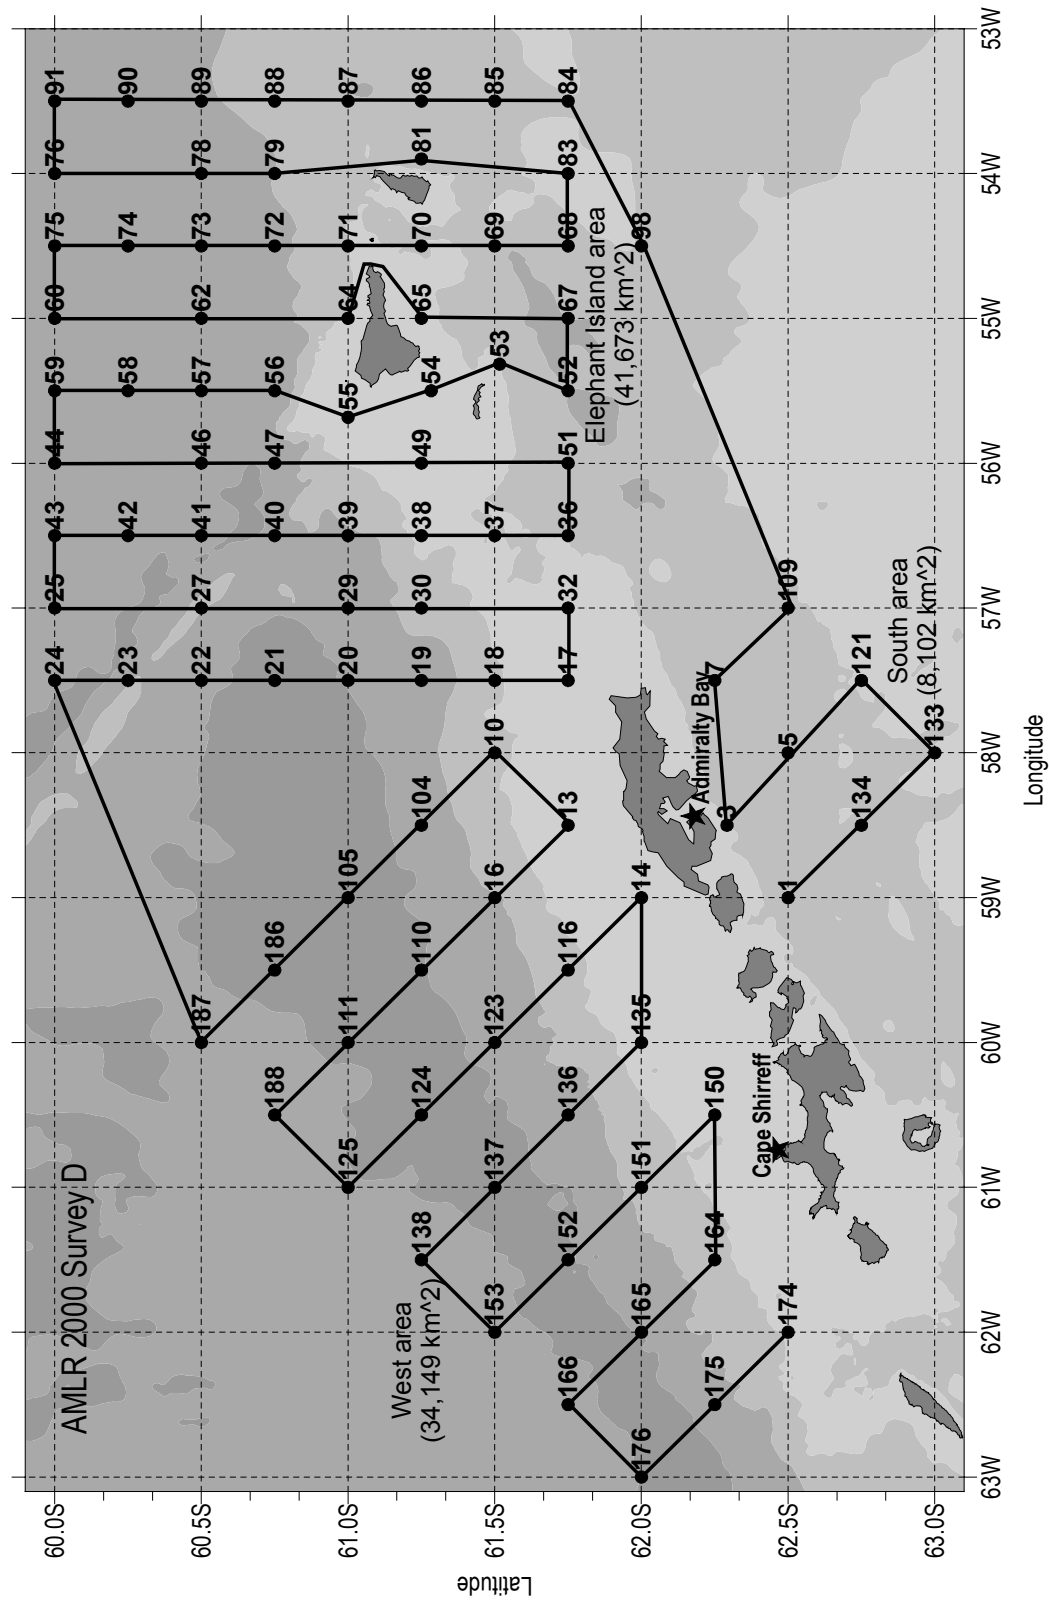 AMLR 2000 Survey D
24 25 43 44 59 60 75 76 91
23 42 58 74 90
187 22 27 41 46 57 62 73 78 89
188 186 21 40 47 56 72 79 88
125 111 105 20 29 39 55 64 71 87
138 124 110 104 19 30 38 49 54 65 70 81 86
153 137 123 16 10 18 37 53 69 85
166 152 136 116 13 17 32 36 51 52 67 68 83 84
176 165 151 135 14 98
175 164 150 7
3
174 1 5 109
134 121
133
West area
(34,149 km^2)
Elephant Island area
(41,673 km^2)
South area
(8,102 km^2)
Cape Shirreff
Admiralty Bay
60.0S
60.5S
61.0S
61.5S
62.0S
62.5S
63.0S
Latitude
63W 62W 61W 60W 59W 58W 57W 56W 55W 54W 53W
Longitude